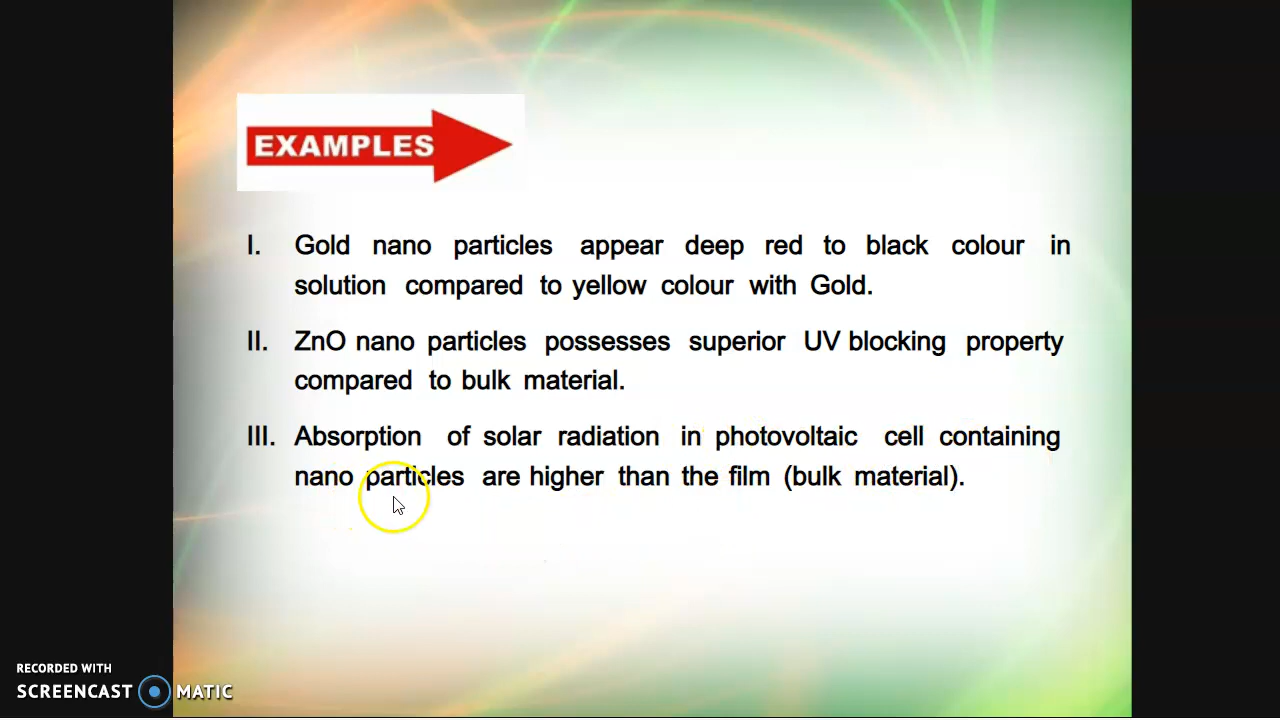 EXAMPLES
I. Gold nano particles appear deep red to black colour in
solution compared to yellow colour with Gold.
II. ZnO nano particles possesses superior UV blocking property
compared to bulk material.
III. Absorption of solar radiation in photovoltaic cell containing
nano particles are higher than the film (bulk material).
RECORDED WITH
SCREENCAST MATIC